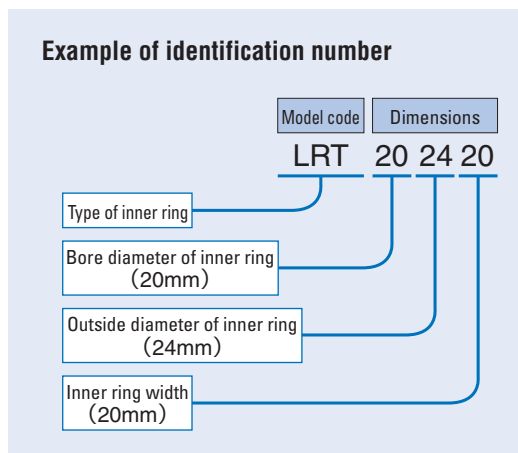 Example of identification number
Model code Dimensions
LRT 20 24 20
Type of inner ring
Bore diameter of inner ring
（20mm）
Outside diameter of inner ring
（24mm）
Inner ring width
（20mm）